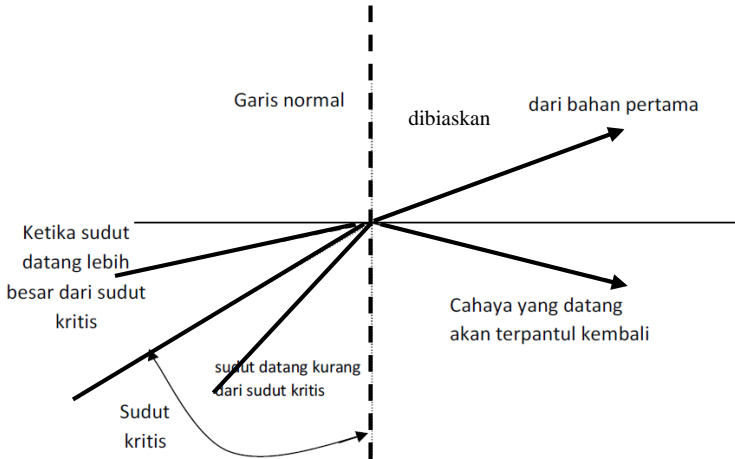 Garis normal
dibiaskan
dari bahan pertama
Ketika sudut
datang lebih
besar dari sudut
kritis
Cahaya yang datang
akan terpantul kembali
sudut datang kurang
dari sudut kritis
Sudut
kritis